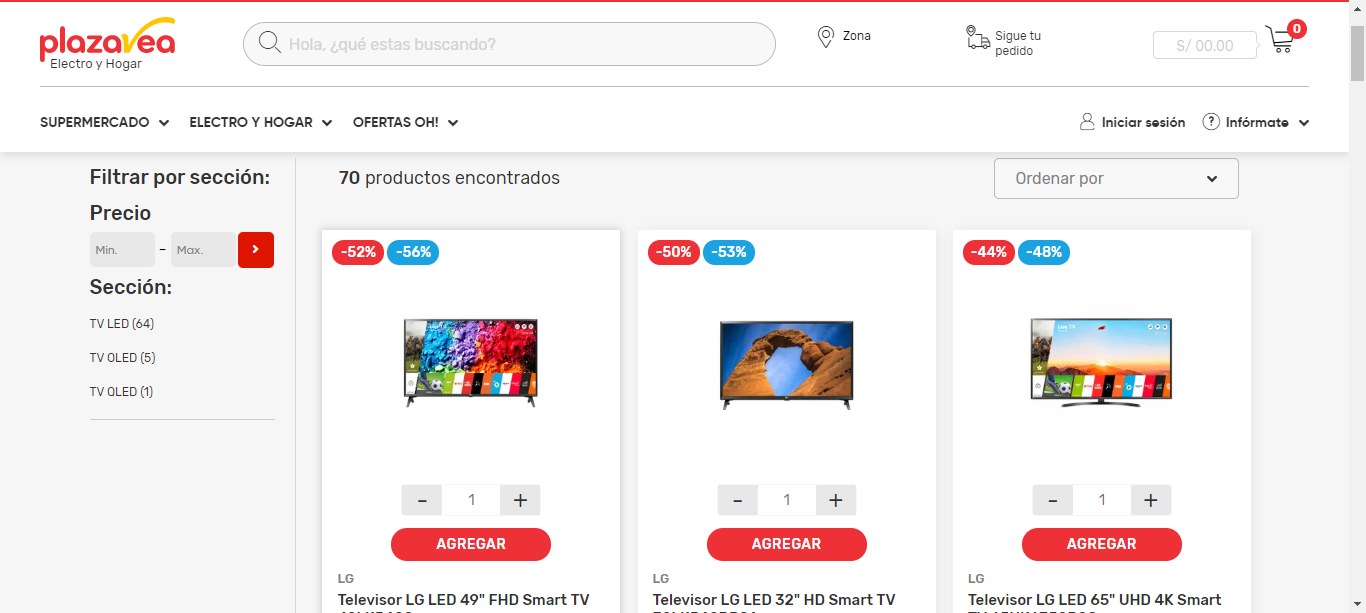 plazavea
Electro y Hogar
Hola, ¿qué estas buscando?
Zona
Sigue tu
pedido
S/ 00.00
0
SUPERMERCADO
ELECTRO Y HOGAR
OFERTAS OH!
Iniciar sesión
?
Infórmate
Filtrar por sección:
Precio
Min.
–
Max.
Sección:
TV LED (64)
TV OLED (5)
TV QLED (1)
70 productos encontrados
Ordenar por
-52%
-56%
- 1 +
AGREGAR
LG
Televisor LG LED 49" FHD Smart TV
-50%
-53%
- 1 +
AGREGAR
LG
Televisor LG LED 32" HD Smart TV
-44%
-48%
Live TV
- 1 +
AGREGAR
LG
Televisor LG LED 65" UHD 4K Smart